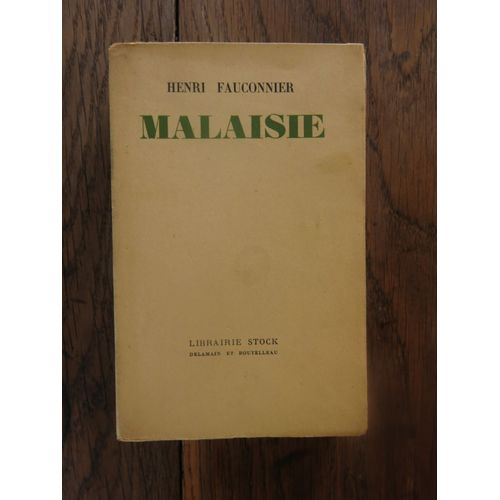 HENRI FAUCONNIER
MALAISIE
LIBRAIRIE STOCK
DELAMAIN ET BOUTELLEAU